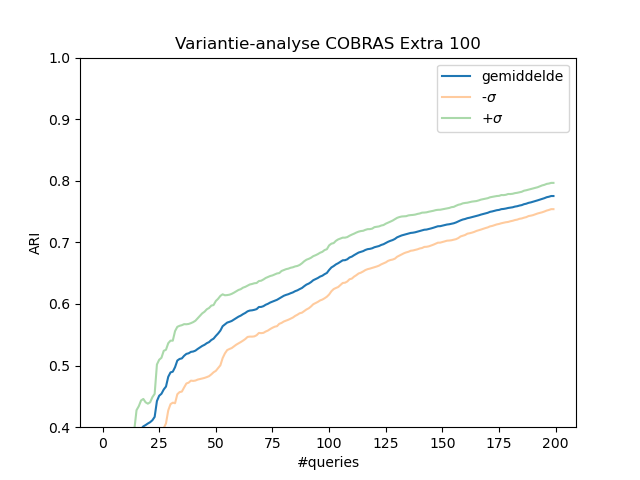 Variantie-analyse COBRAS Extra 100
1.0
0.9
0.8
0.7
0.6
0.5
0.4
ARI
gemiddelde
-σ
+σ
0 25 50 75 100 125 150 175 200
#queries